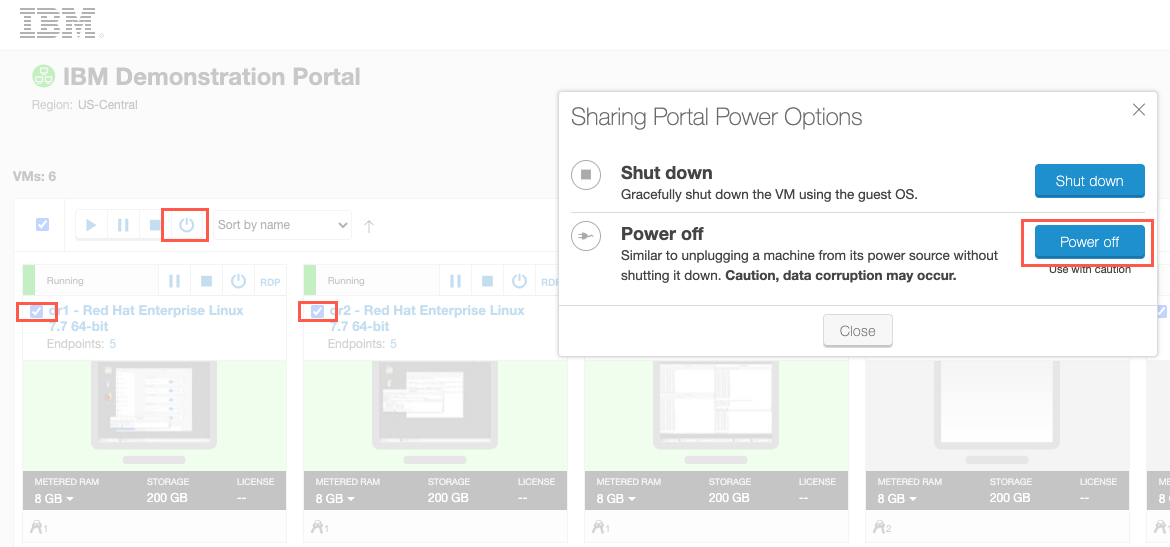 IBM
IBM Demonstration Portal
Region: US-Central
Sharing Portal Power Options
Shut down
Gracefully shut down the VM using the guest OS.
Shut down
Power off
Similar to unplugging a machine from its power source without
shutting it down. Caution, data corruption may occur.
Power off
Use with caution
Close
VMs: 6
Sort by name
Running
RDP
Running
RDP
dr1 - Red Hat Enterprise Linux
7.7 64-bit
Endpoints: 5
dr2 - Red Hat Enterprise Linux
7.7 64-bit
Endpoints: 5
METERED RAM STORAGE LICENSE
8 GB 200 GB --
1
METERED RAM STORAGE LICENSE
8 GB 200 GB --
1
METERED RAM STORAGE LICENSE
8 GB 200 GB --
1
METERED RAM STORAGE LICENSE
8 GB 200 GB --
2